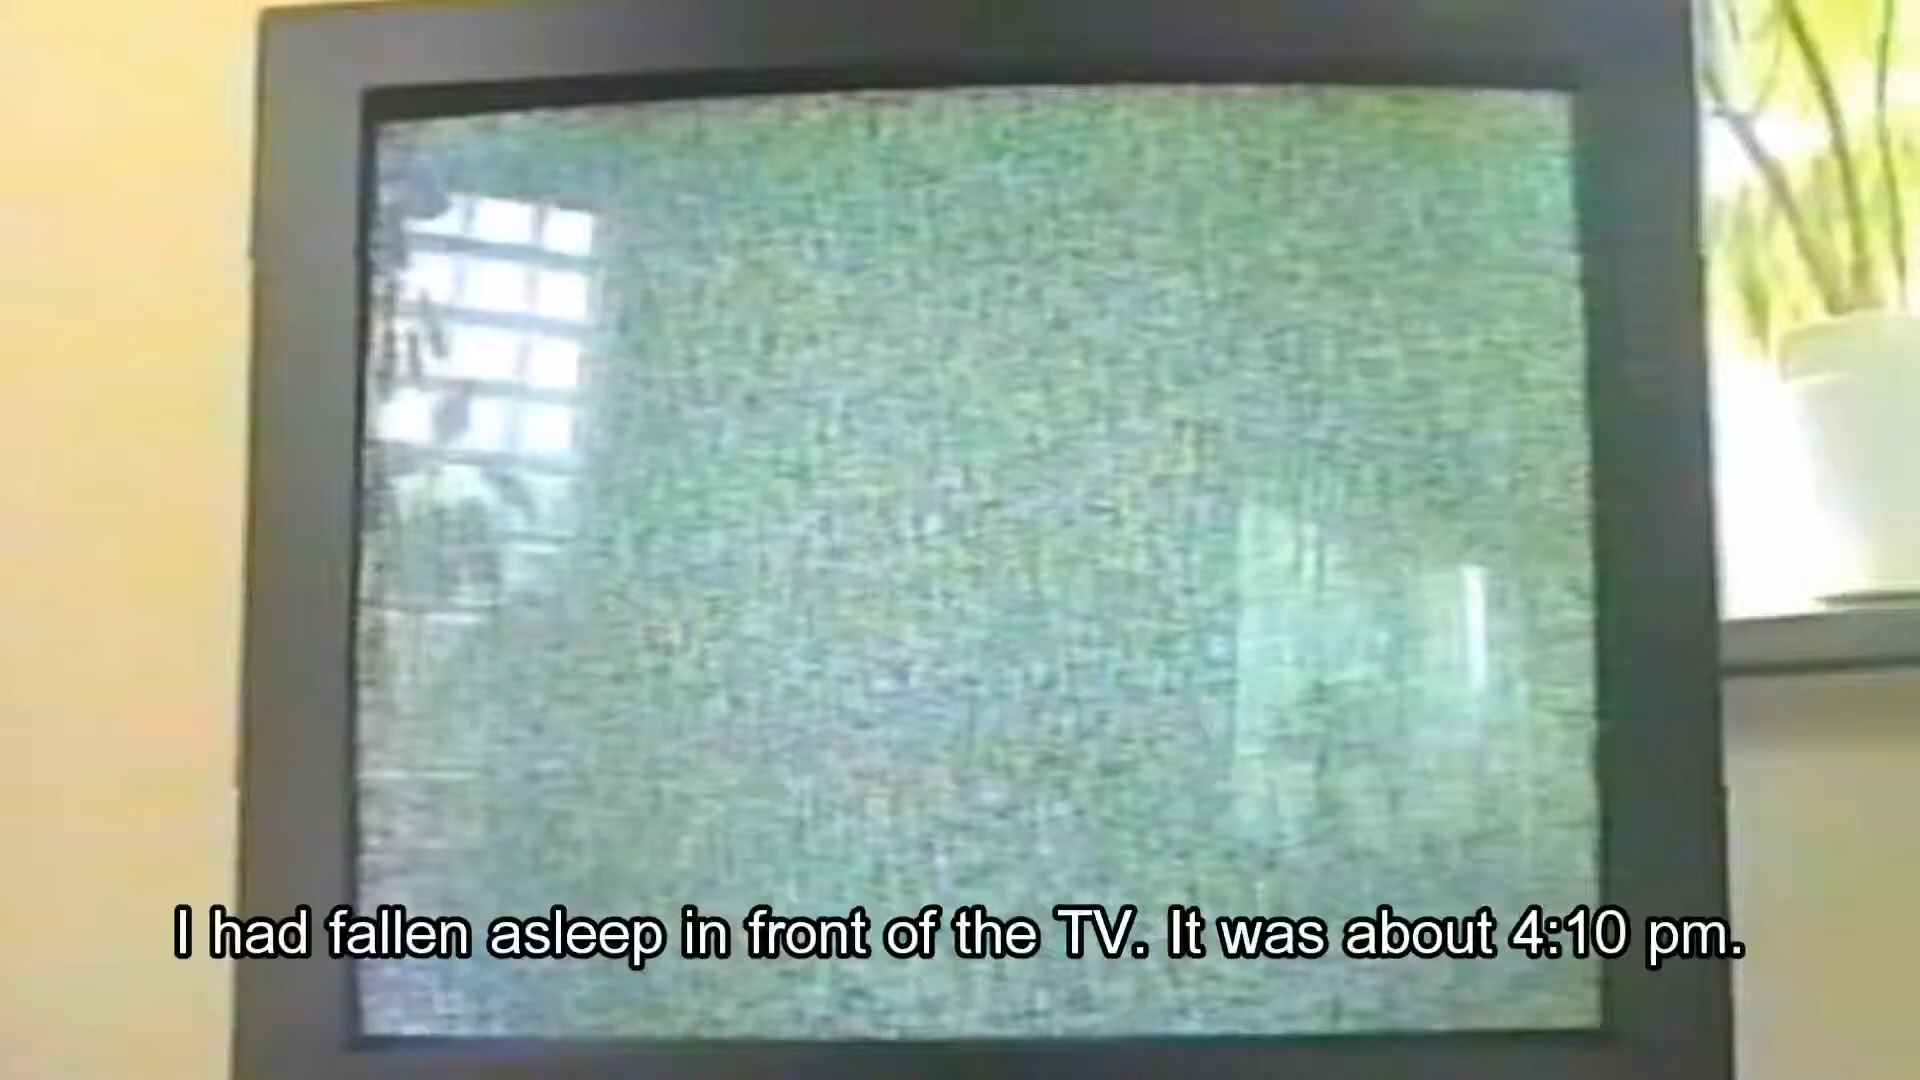 I had fallen asleep in front of the TV. It was about 4:10 pm.